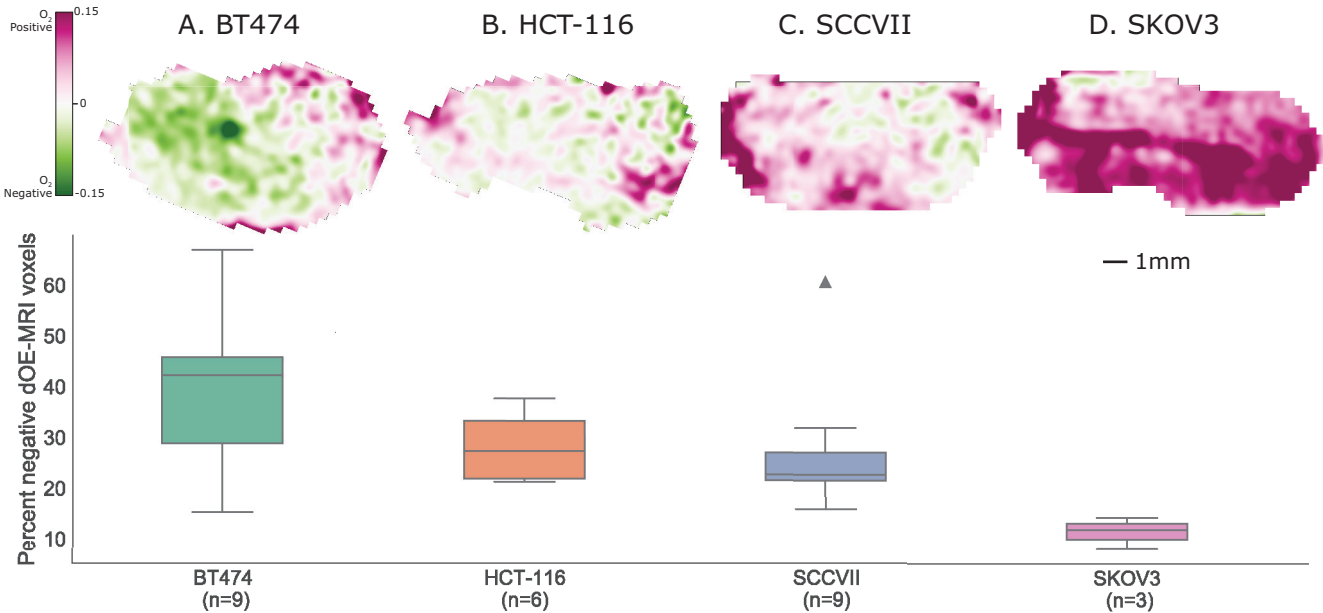 O2
Positive
0.15
0
O2
Negative
-0.15
A. BT474
B. HCT-116
C. SCCVII
D. SKOV3
1mm
Percent negative dOE-MRI voxels
60
50
40
30
20
10
BT474
(n=9)
HCT-116
(n=6)
SCCVII
(n=9)
SKOV3
(n=3)